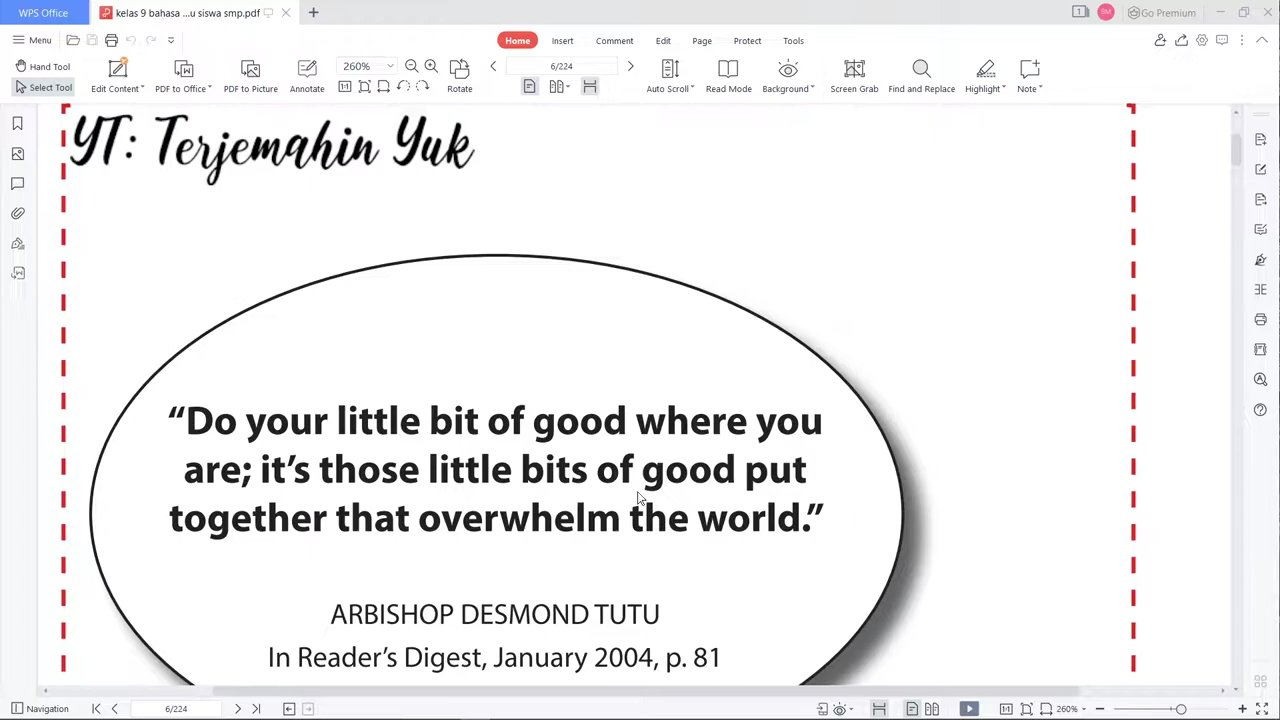 WPS Office
kelas 9 bahasa ...u siswa smp.pdf
1
SM
Go Premium
Menu
Home
Insert
Comment
Edit
Page
Protect
Tools
Hand Tool
Select Tool
Edit Content
PDF to Office
PDF to Picture
Annotate
260%
Rotate
6/224
Auto Scroll
Read Mode
Background
Screen Grab
Find and Replace
Highlight
Note
YT: Terjemahin Yuk
“Do your little bit of good where you
are; it’s those little bits of good put
together that overwhelm the world.”
ARBISHOP DESMOND TUTU
In Reader’s Digest, January 2004, p. 81
Navigation
6/224
260%